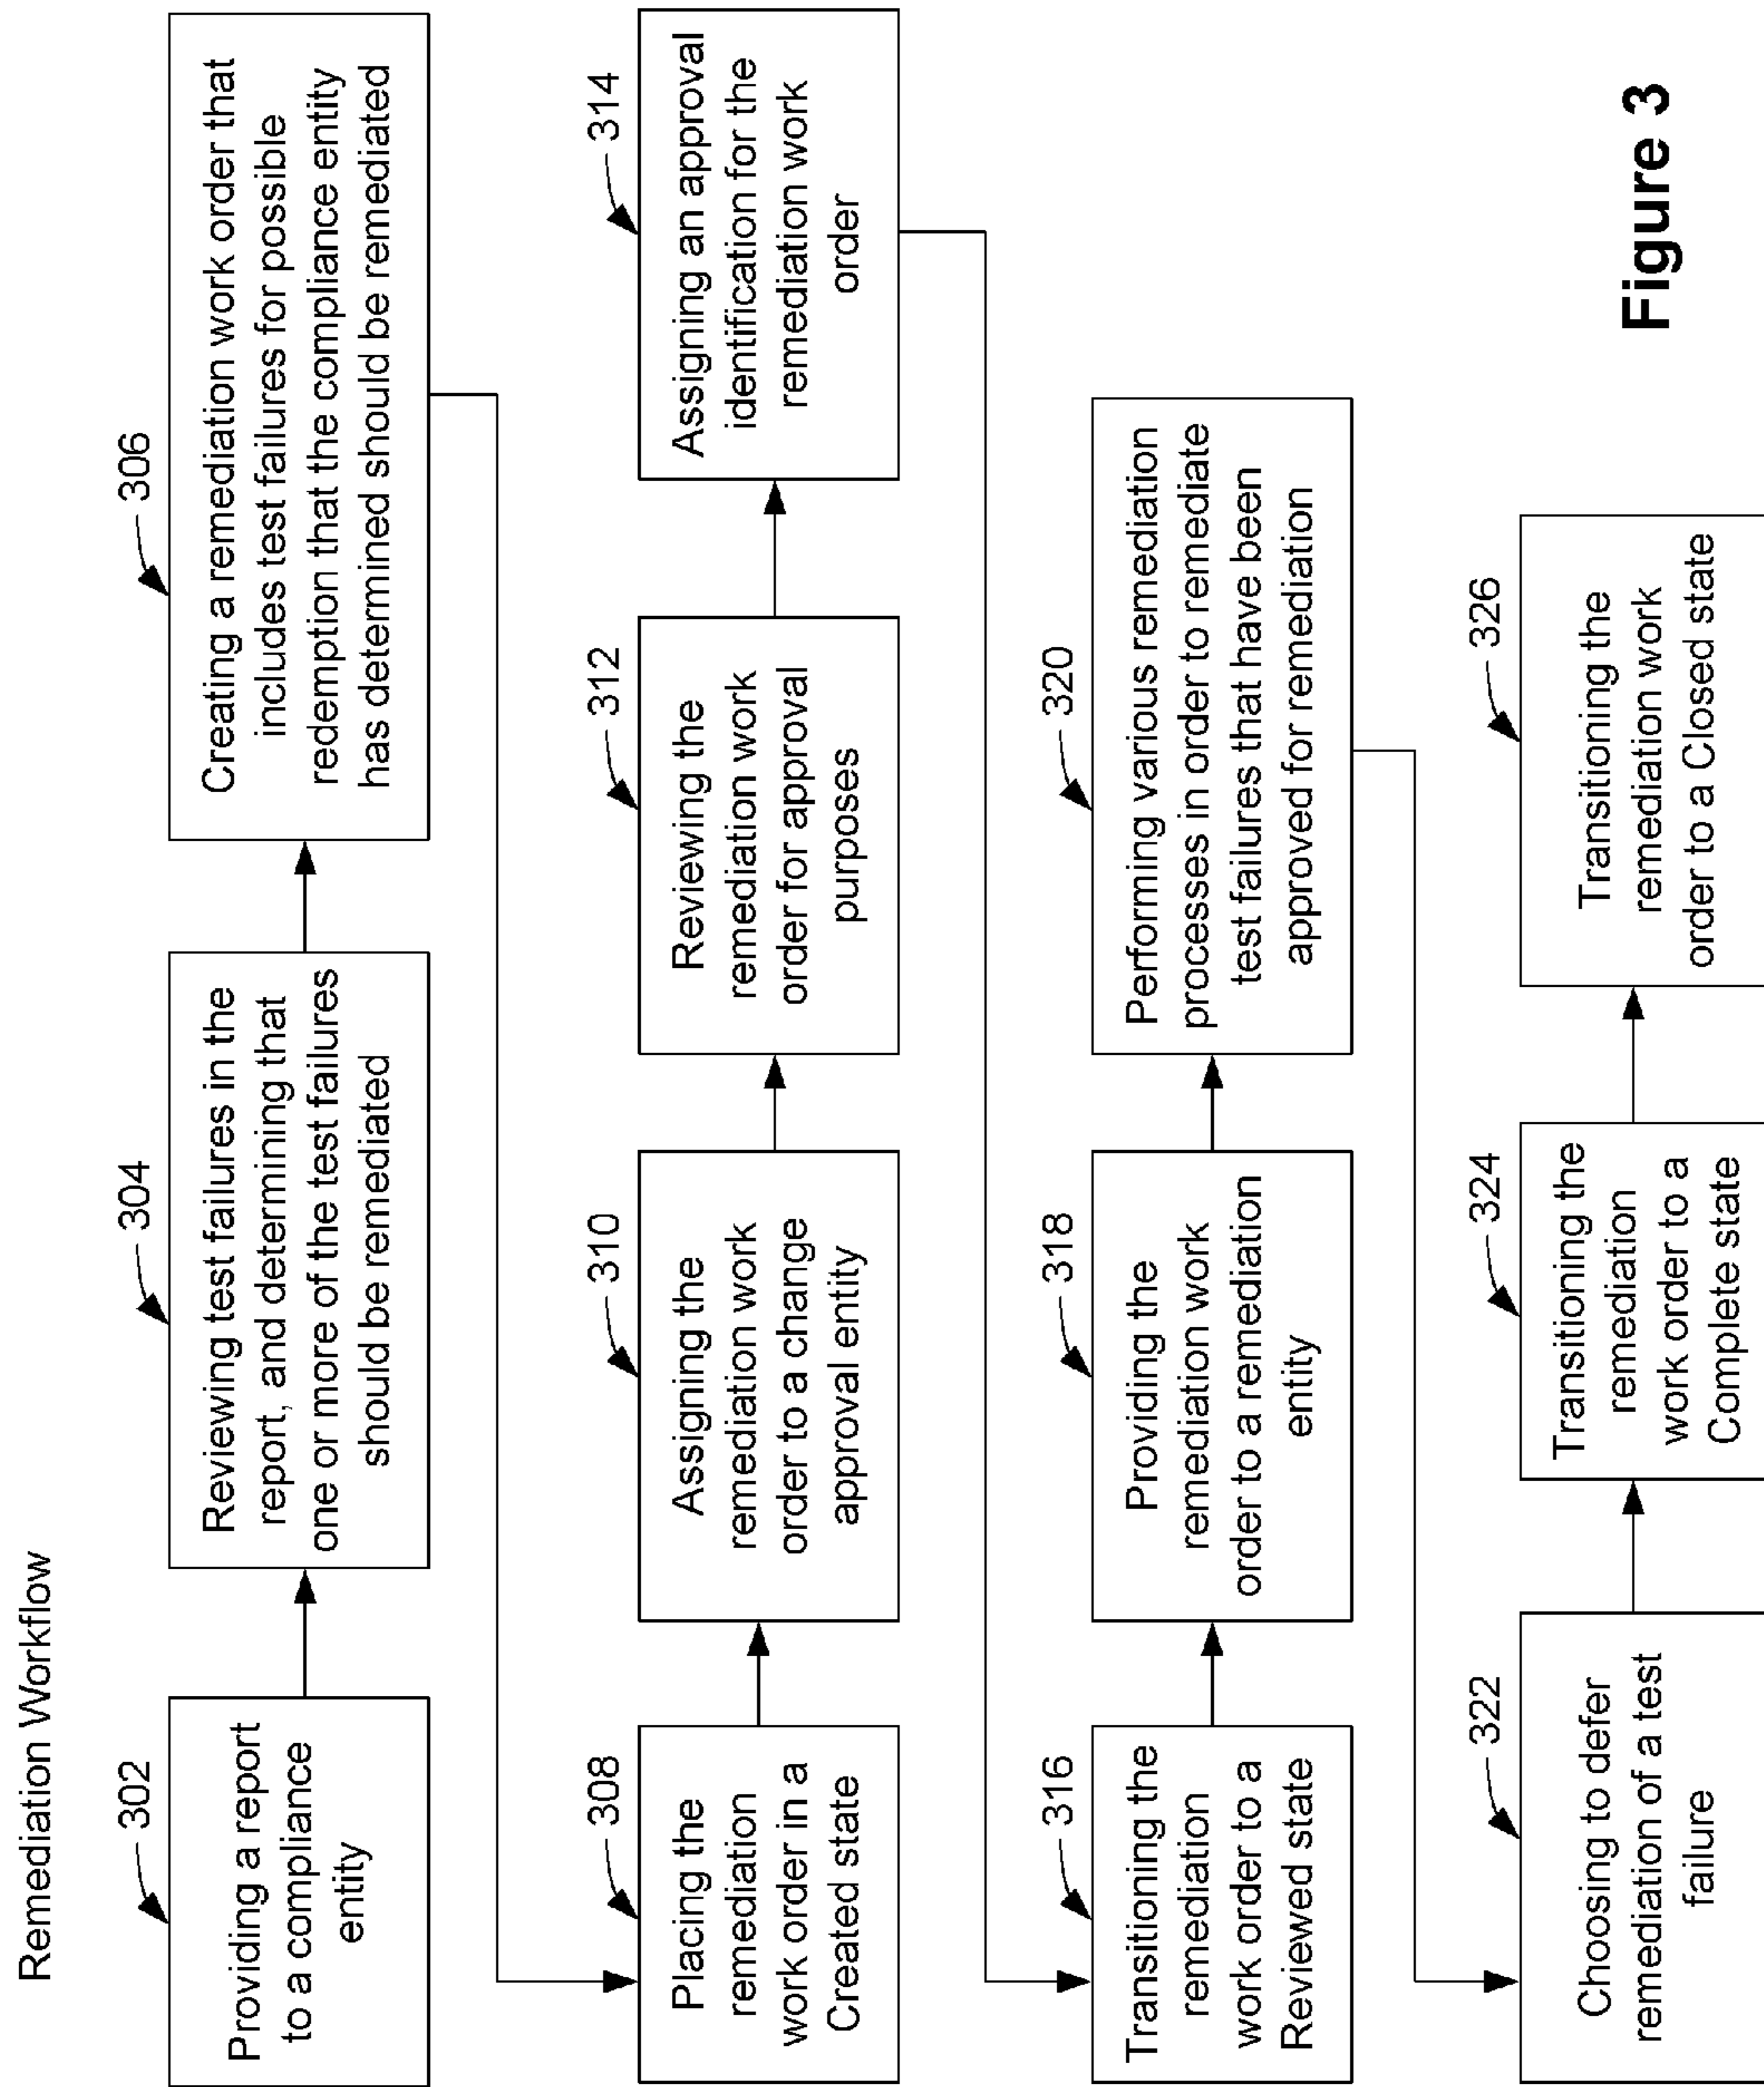 Remediation Workflow
302
Providing a report
to a compliance
entity
304
Reviewing test failures in the
report, and determining that
one or more of the test failures
should be remediated
306
Creating a remediation work order that
includes test failures for possible
redemption that the compliance entity
has determined should be remediated
308
Placing the
remediation
work order in a
Created state
310
Assigning the
remediation work
order to a change
approval entity
312
Reviewing the
remediation work
order for approval
purposes
314
Assigning an approval
identification for the
remediation work
order
316
Transitioning the
remediation
work order to a
Reviewed state
318
Providing the
remediation work
order to a remediation
entity
320
Performing various remediation
processes in order to remediate
test failures that have been
approved for remediation
322
Choosing to defer
remediation of a test
failure
324
Transitioning the
remediation
work order to a
Complete state
326
Transitioning the
remediation work
order to a Closed state
Figure 3